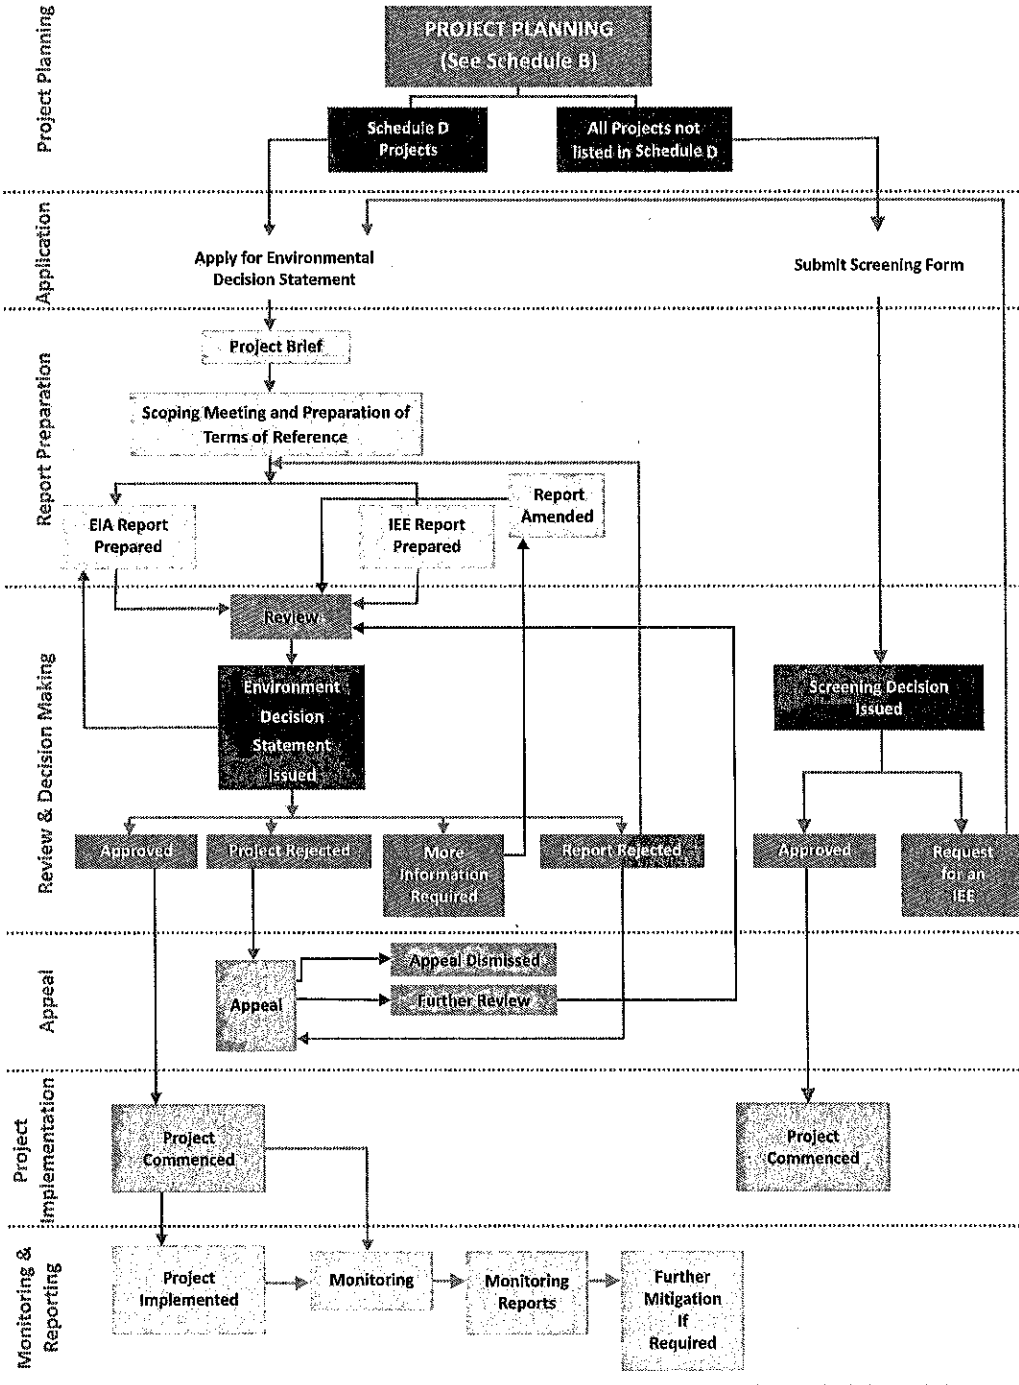 Project Planning
PROJECT PLANNING
(See Schedule B)
Schedule D
Projects
All Projects not
listed in Schedule D
Application
Apply for Environmental
Decision Statement
Submit Screening Form
Report Preparation
Project Brief
Scoping Meeting and Preparation of
Terms of Reference
EIA Report
Prepared
IEE Report
Prepared
Report
Amended
Review & Decision Making
Review
Environment
Decision
Statement
Issued
Screening Decision
Issued
Approved
Project Rejected
More
Information
Required
Report Rejected
Approved
Request
for an
IEE
Appeal
Appeal
Appeal Dismissed
Further Review
Project
Implementation
Project
Commenced
Project
Commenced
Monitoring &
Reporting
Project
Implemented
Monitoring
Monitoring
Reports
Further
Mitigation
If
Required